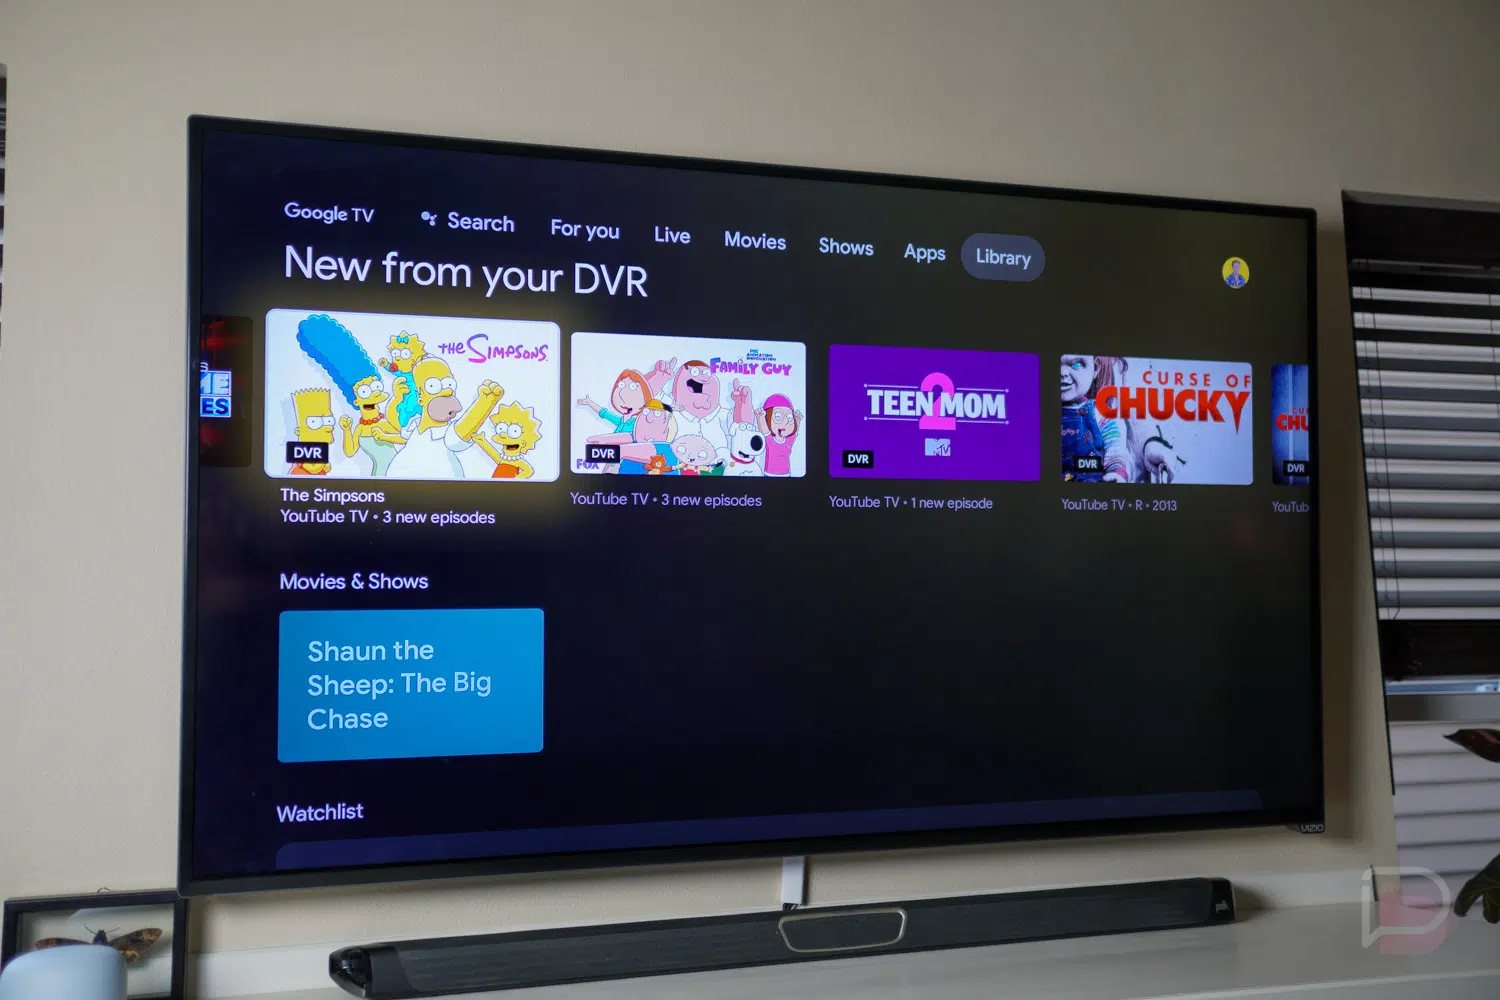 Google TV
Search
For you
Live
Movies
Shows
Apps
Library
New from your DVR
THE SIMPSONS
DVR
FAMILY GUY
FOX
DVR
TEEN MOM 2
MTV
DVR
CURSE OF
CHUCKY
DVR
DVR
The Simpsons
YouTube TV • 3 new episodes
YouTube TV • 3 new episodes
YouTube TV • 1 new episode
YouTube TV • R • 2013
YouTub
Movies & Shows
Shaun the
Sheep: The Big
Chase
Watchlist
VIZIO